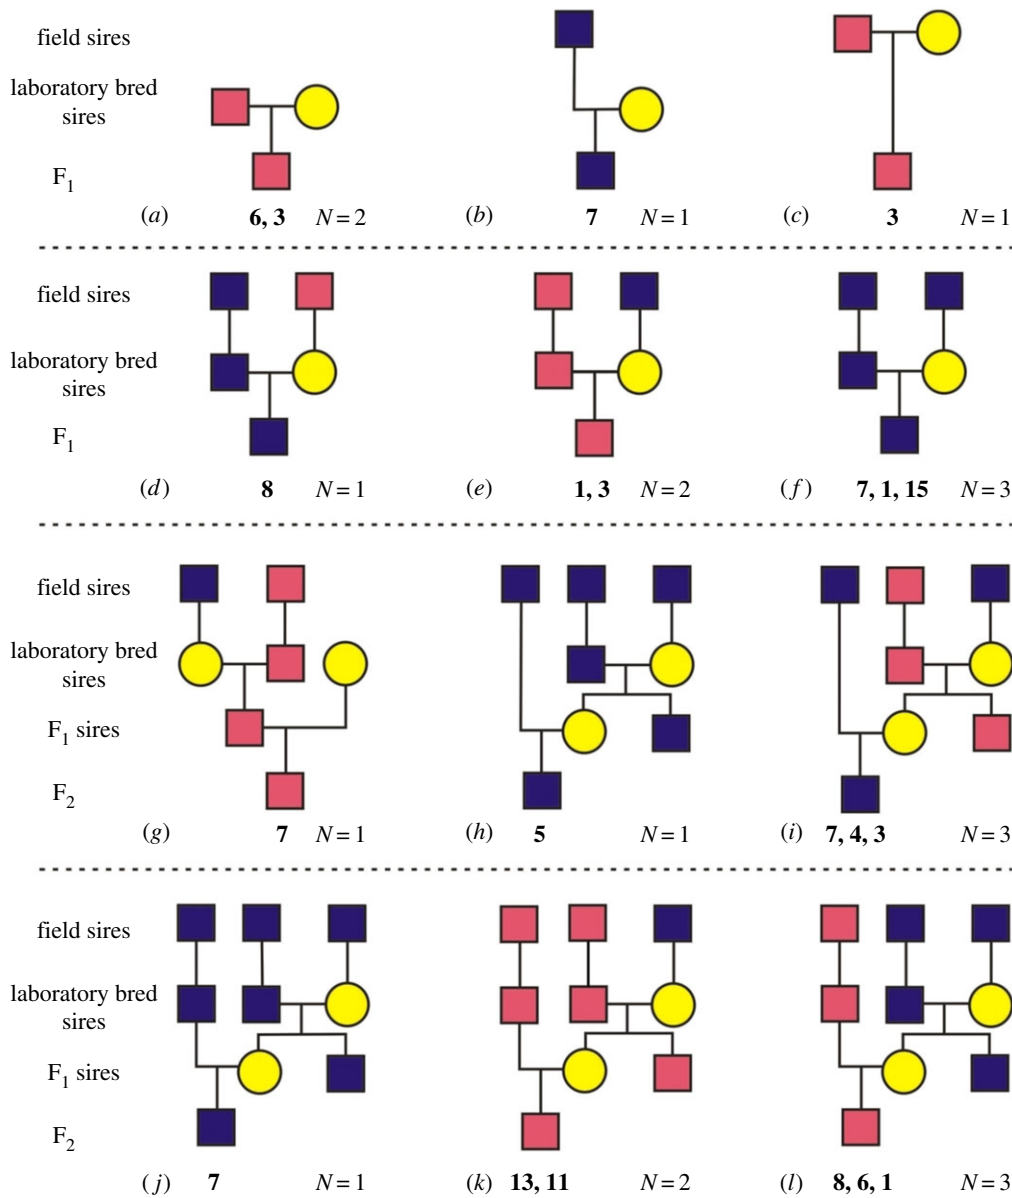 field sires
laboratory bred
sires
F1
(a) 6, 3 N = 2 (b) 7 N = 1 (c) 3 N = 1
field sires
laboratory bred
sires
F1
(d) 8 N = 1 (e) 1, 3 N = 2 (f) 7, 1, 15 N = 3
field sires
laboratory bred
sires
F1 sires
F2
(g) 7 N = 1 (h) 5 N = 1 (i) 7, 4, 3 N = 3
field sires
laboratory bred
sires
F1 sires
F2
(j) 7 N = 1 (k) 13, 11 N = 2 (l) 8, 6, 1 N = 3